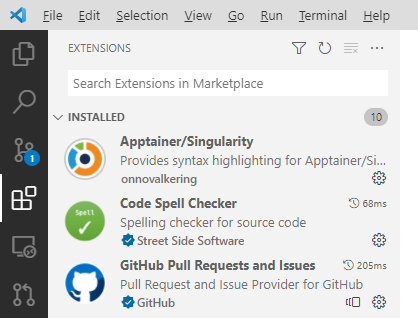 File Edit Selection View Go Run Terminal Help
EXTENSIONS
Search Extensions in Marketplace
INSTALLED 10
Apptainer/Singularity
Provides syntax highlighting for Apptainer/Si...
onnovalkering
Spell
Code Spell Checker 68ms
Spelling checker for source code
Street Side Software
GitHub Pull Requests and Issues 205ms
Pull Request and Issue Provider for GitHub
GitHub
1